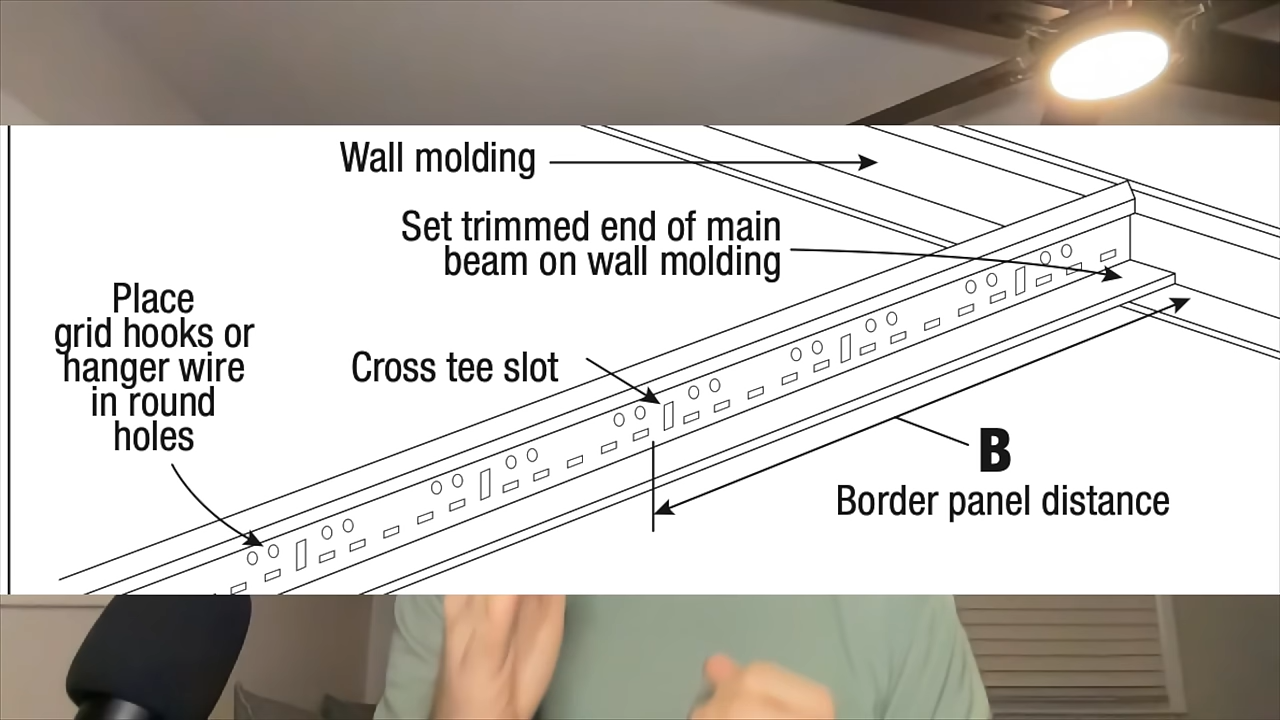 Wall molding
Set trimmed end of main
beam on wall molding
Place
grid hooks or
hanger wire
in round
holes
Cross tee slot
B
Border panel distance